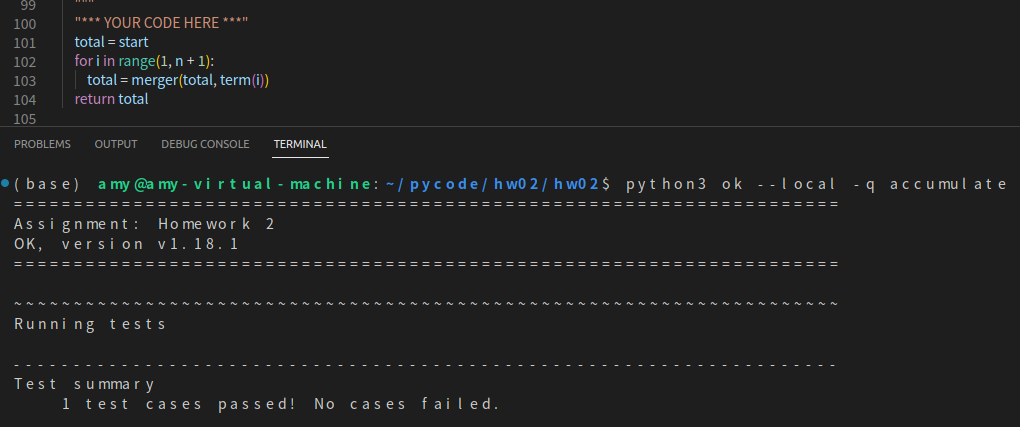 99 """
100 "*** YOUR CODE HERE ***"
101 total = start
102 for i in range(1, n + 1):
103 total = merger(total, term(i))
104 return total
105
PROBLEMS OUTPUT DEBUG CONSOLE TERMINAL
(base) amy@amy-virtual-machine:~/pycode/hw02/hw02$ python3 ok --local -q accumulate
=====================================================================
Assignment: Homework 2
OK, version v1.18.1
=====================================================================
~~~~~~~~~~~~~~~~~~~~~~~~~~~~~~~~~~~~~~~~~~~~~~~~~~~~~~~~~~~~~~~~~~~~~
Running tests
---------------------------------------------------------------------
Test summary
1 test cases passed! No cases failed.